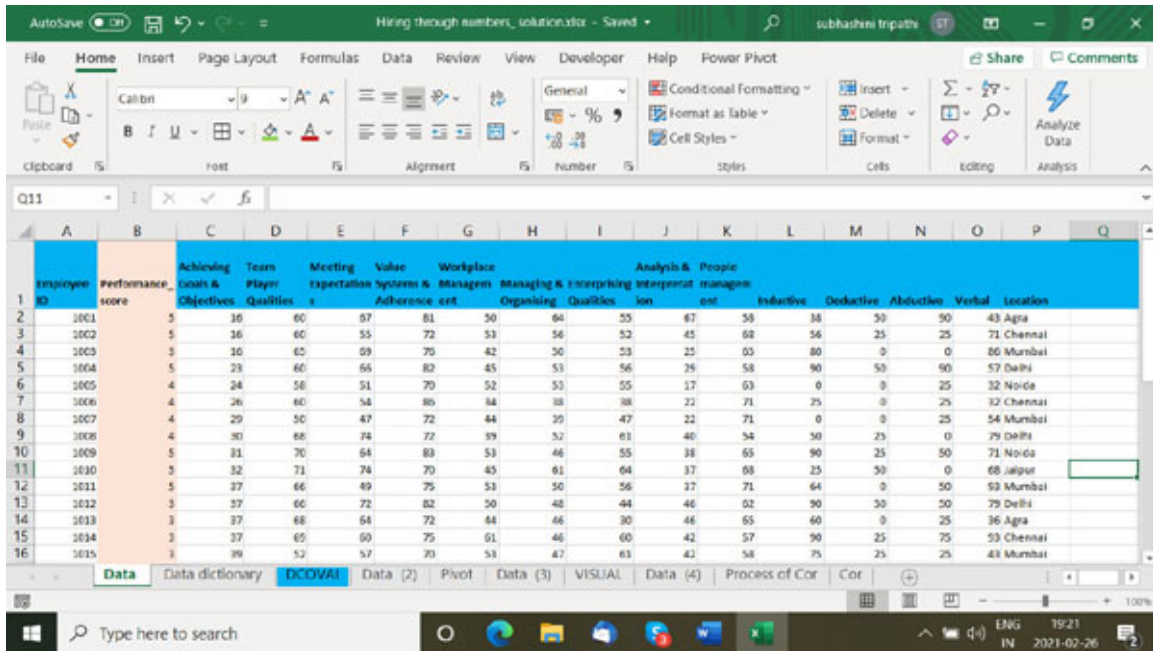 AutoSave Off Hiring through numbers_ solution.xlsx - Saved subhashini tripathi ST
File Home Insert Page Layout Formulas Data Review View Developer Help Power Pivot Share Comments
Paste Calibri 9 A A General Conditional Formatting Insert
B I U A % Format as Table Delete Analyze Data
Cell Styles Format
Clipboard Font Alignment Number Styles Cells Editing Analysis
Q11 fx
A B C D E F G H I J K L M N O P Q
1 Employee ID Performance_score Achieving Goals & Objectives Team Player Qualities Meeting Expectations Value Systems & Adherence Workplace Management Managing & Organising Enterprising Qualities Analysis & Interpretation People management Inductive Deductive Abductive Verbal Location
2 1001 5 16 60 67 81 50 64 55 67 58 38 50 90 43 Agra
3 1002 5 16 60 55 72 53 56 52 45 68 56 25 25 71 Chennai
4 1003 3 16 65 69 76 42 50 53 25 65 80 0 0 86 Mumbai
5 1004 5 23 60 66 82 45 53 56 29 58 90 50 90 57 Delhi
6 1005 4 24 58 51 70 52 53 55 17 63 0 0 25 32 Noida
7 1006 4 26 60 54 34 38 38 22 71 25 0 25 32 Chennai
8 1007 4 29 50 47 72 44 39 47 22 71 0 0 25 54 Mumbai
9 1008 4 30 68 74 72 52 61 40 54 50 25 0 79 Delhi
10 1009 5 31 70 64 83 53 46 55 38 65 90 25 50 71 Noida
11 1010 5 32 71 74 70 45 61 64 37 68 25 50 0 68 Jaipur
12 1011 5 37 66 49 75 53 50 56 37 71 64 0 50 93 Mumbai
13 1012 3 37 66 72 82 50 48 44 46 62 90 50 50 79 Delhi
14 1013 3 37 68 64 72 44 46 30 46 65 60 0 25 36 Agra
15 1014 3 37 69 60 75 61 46 60 42 57 90 25 75 93 Chennai
16 1015 3 39 52 57 70 53 47 61 42 58 75 25 25 43 Mumbai
Data Data dictionary DCOVAI Data (2) Pivot Data (3) VISUAL Data (4) Process of Cor Cor
100%
Type here to search ENG IN 19:21 2021-02-26 2